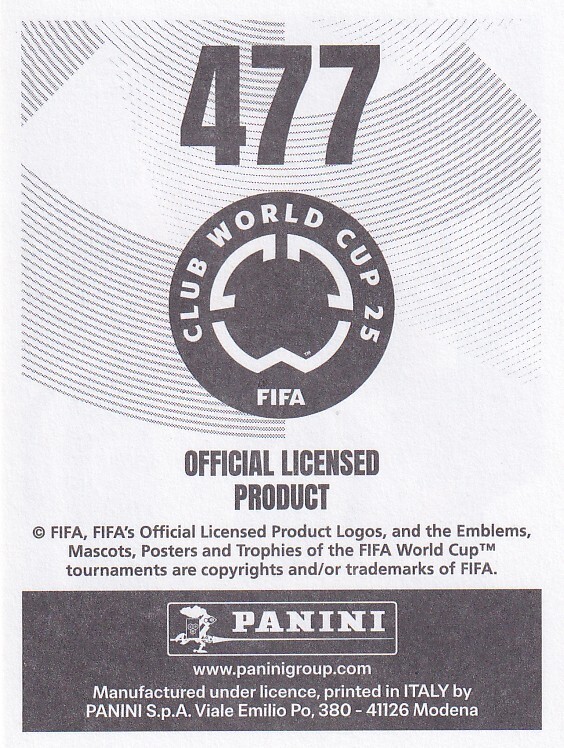 477
CLUB WORLD CUP 25
™
FIFA
OFFICIAL LICENSED
PRODUCT
© FIFA, FIFA's Official Licensed Product Logos, and the Emblems,
Mascots, Posters and Trophies of the FIFA World Cup™
tournaments are copyrights and/or trademarks of FIFA.
PANINI
www.paninigroup.com
Manufactured under licence, printed in ITALY by
PANINI S.p.A. Viale Emilio Po, 380 - 41126 Modena